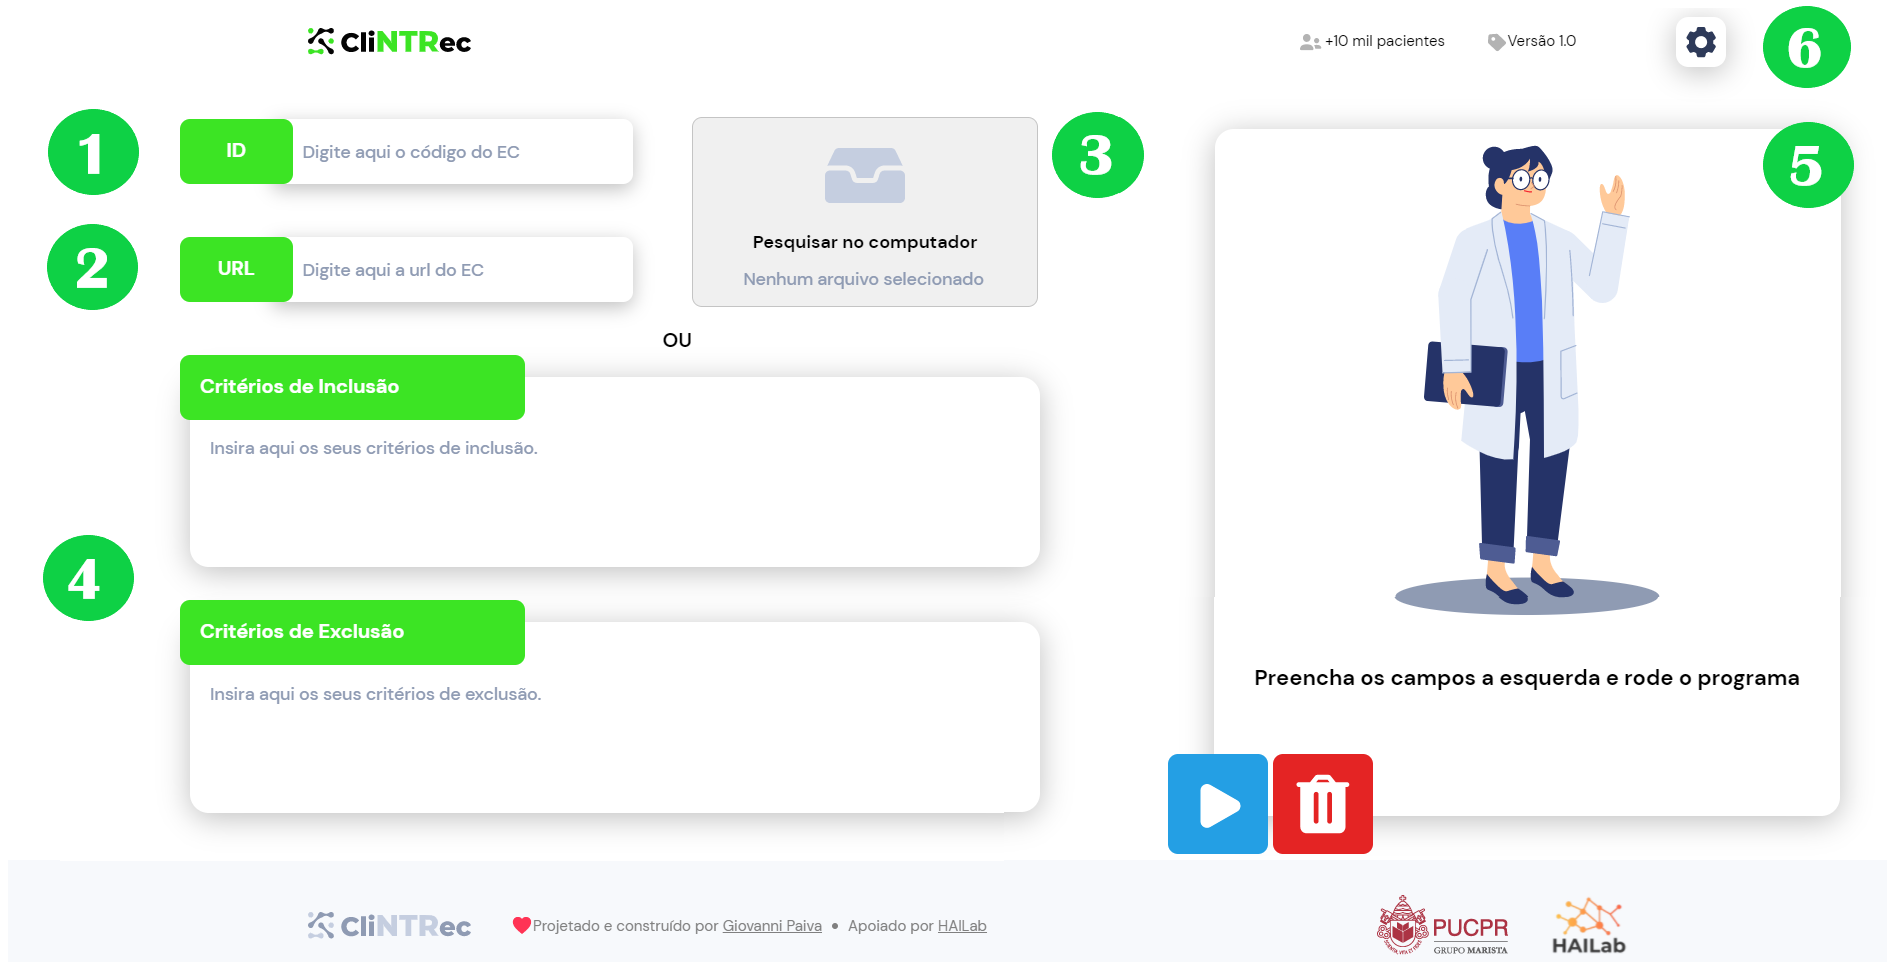 CliNTRec
+10 mil pacientes
Versão 1.0
6
1
ID
Digite aqui o código do EC
2
URL
Digite aqui a url do EC
Pesquisar no computador
Nenhum arquivo selecionado
3
OU
Critérios de Inclusão
Insira aqui os seus critérios de inclusão.
4
Critérios de Exclusão
Insira aqui os seus critérios de exclusão.
5
Preencha os campos a esquerda e rode o programa
CliNTRec
Projetado e construído por Giovanni Paiva • Apoiado por HAILab
PUCPR
GRUPO MARISTA
HAILab